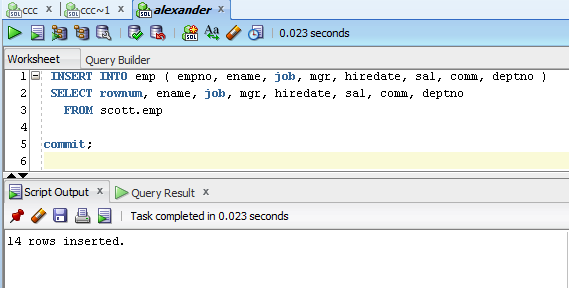 ccc x ccc~1 x alexander x
0.023 seconds
Worksheet Query Builder
1 INSERT INTO emp ( empno, ename, job, mgr, hiredate, sal, comm, deptno )
2 SELECT rownum, ename, job, mgr, hiredate, sal, comm, deptno
3 FROM scott.emp
4
5 commit;
6
Script Output x Query Result x
Task completed in 0.023 seconds
14 rows inserted.